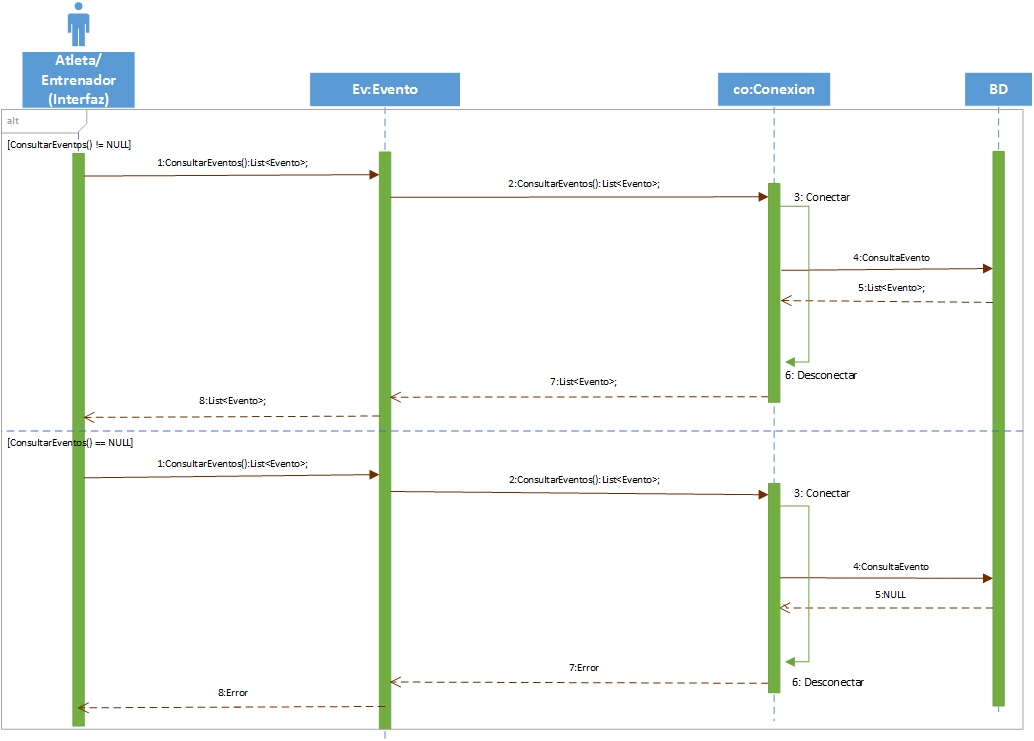 Atleta/
Entrenador
(Interfaz)
Ev:Evento
co:Conexion
BD
alt
[ConsultarEventos() != NULL]
1:ConsultarEventos():List<Evento>;
2:ConsultarEventos(): List<Evento>;
3: Conectar
4:ConsultaEvento
5:List<Evento>;
6: Desconectar
7:List<Evento>;
8:List<Evento>;
[ConsultarEventos() == NULL]
1:ConsultarEventos():List<Evento>;
2:ConsultarEventos(): List<Evento>;
3: Conectar
4:ConsultaEvento
5:NULL
7:Error
6: Desconectar
8:Error